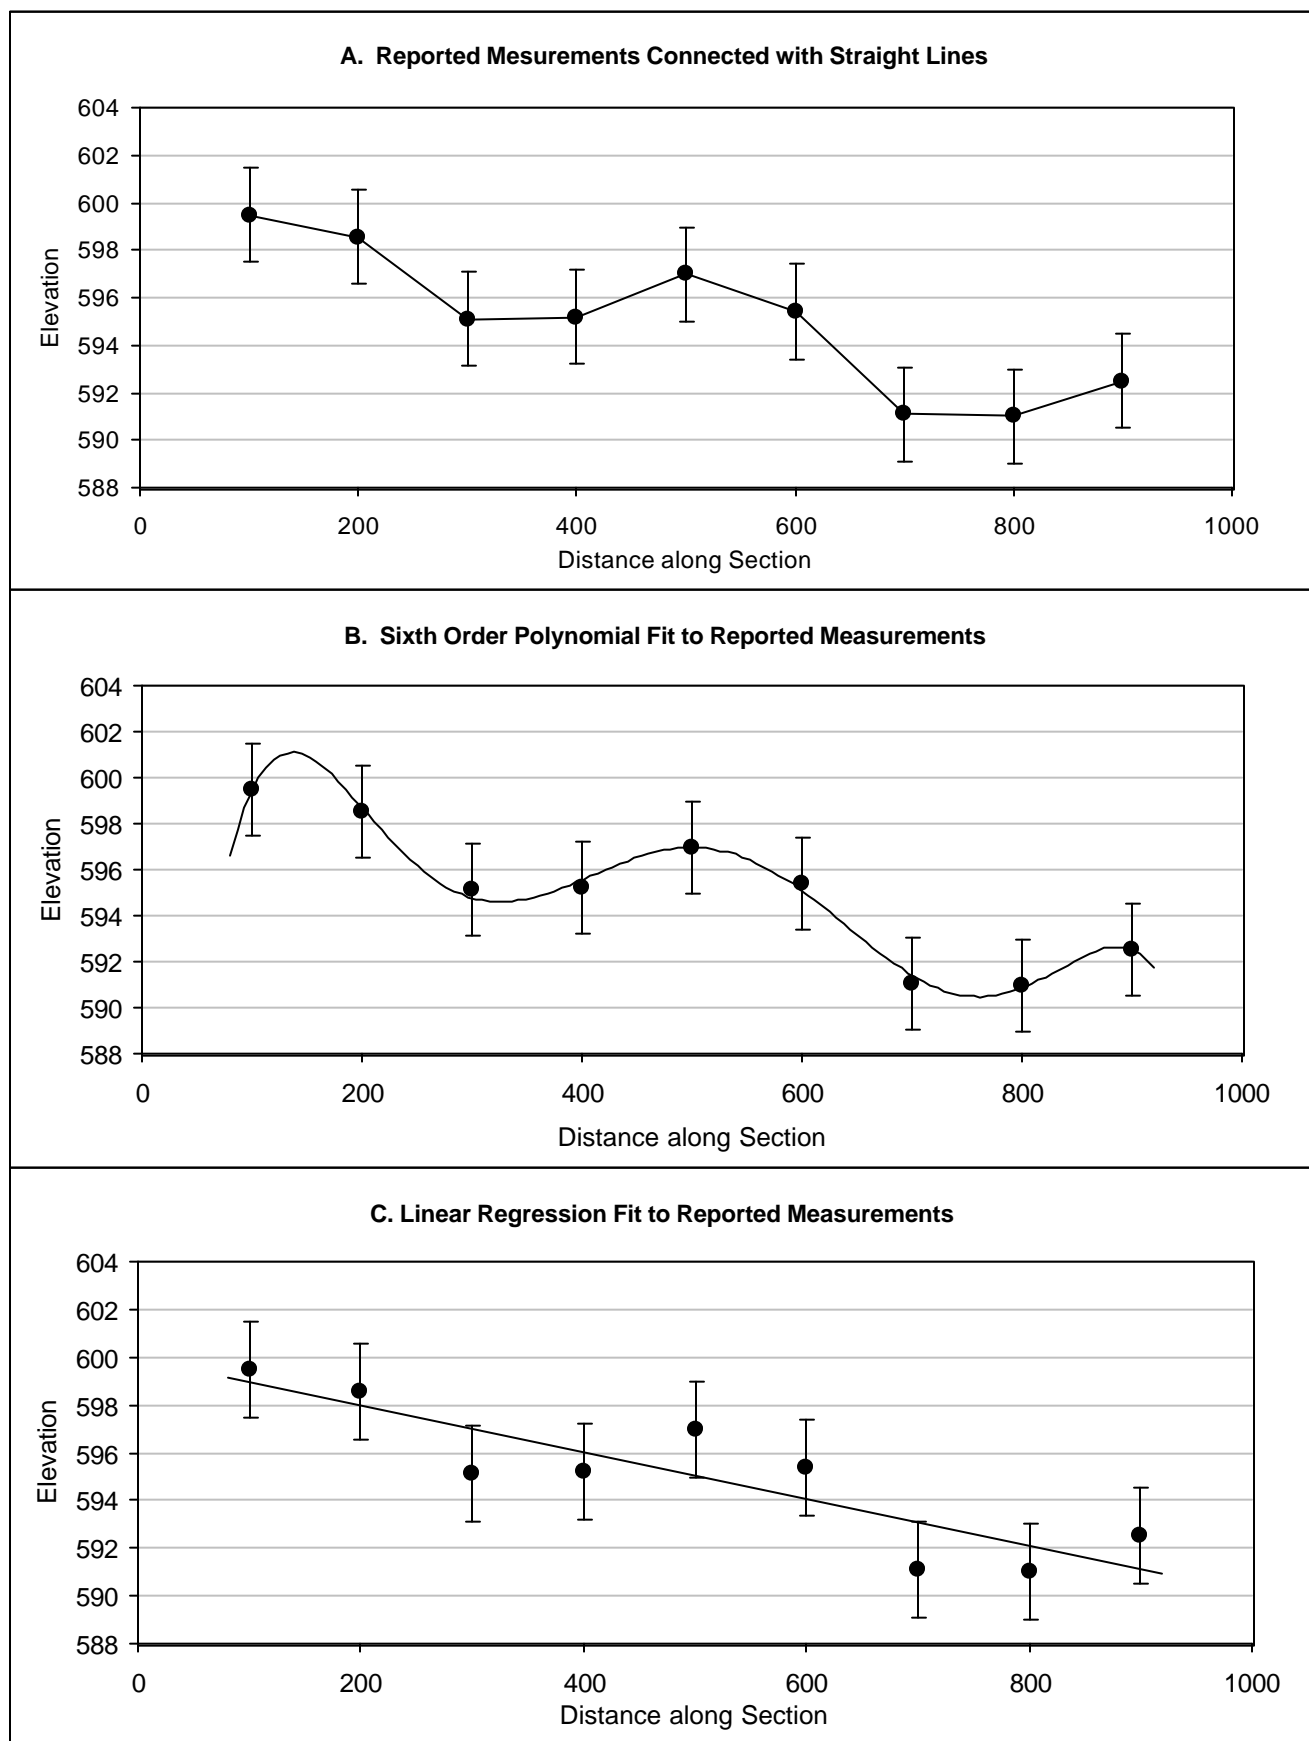 A.  Reported Mesurements Connected with Straight Lines
604
602
600
598
596
594
592
590
588
Elevation
0 200 400 600 800 1000
Distance along Section
B.  Sixth Order Polynomial Fit to Reported Measurements
604
602
600
598
596
594
592
590
588
Elevation
0 200 400 600 800 1000
Distance along Section
C. Linear Regression Fit to Reported Measurements
604
602
600
598
596
594
592
590
588
Elevation
0 200 400 600 800 1000
Distance along Section